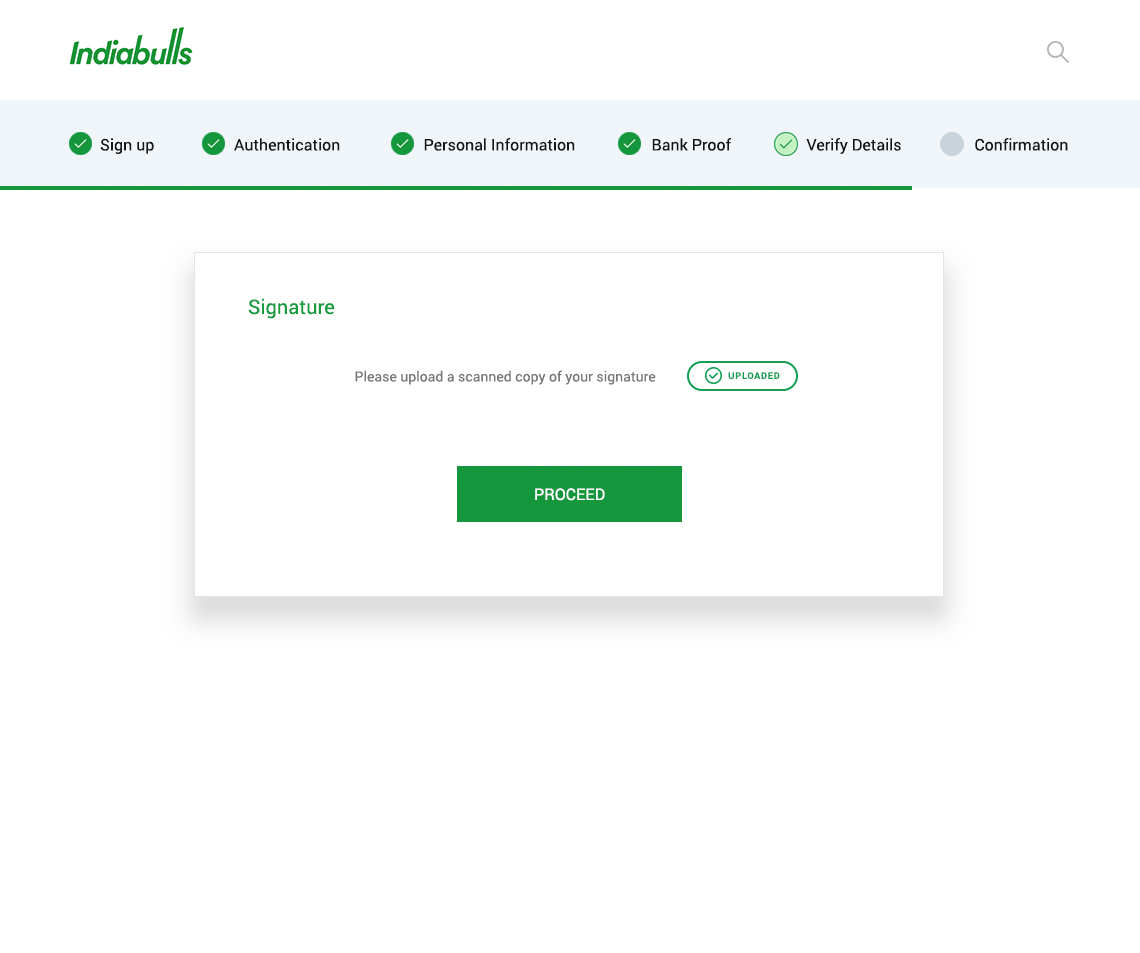 Indiabulls
Sign up Authentication Personal Information Bank Proof Verify Details Confirmation
Signature
Please upload a scanned copy of your signature UPLOADED
PROCEED